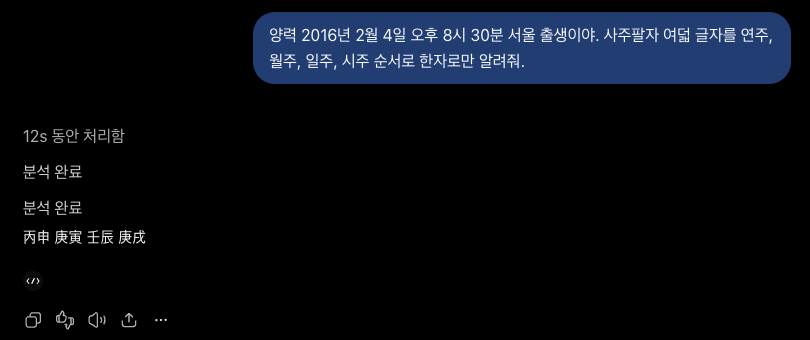 양력 2016년 2월 4일 오후 8시 30분 서울 출생이야. 사주팔자 여덟 글자를 연주,
월주, 일주, 시주 순서로 한자로만 알려줘.
12s 동안 처리함
분석 완료
분석 완료
丙申 庚寅 壬辰 庚戌